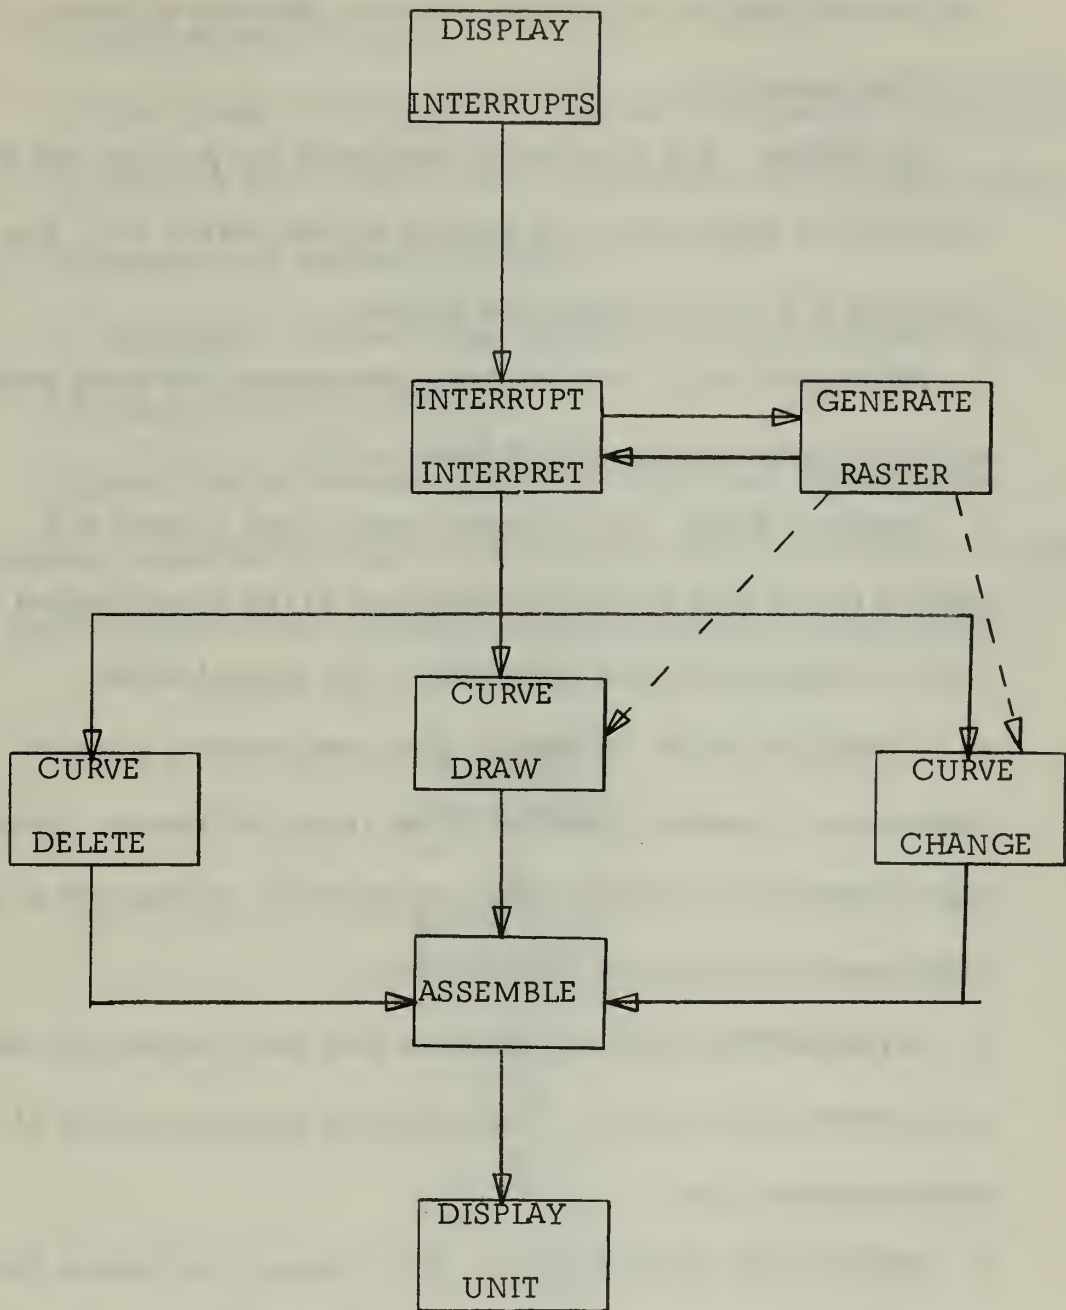 DISPLAY
INTERRUPTS
INTERRUPT
INTERPRET
GENERATE
RASTER
CURVE
DRAW
CURVE
DELETE
CURVE
CHANGE
ASSEMBLE
DISPLAY
UNIT